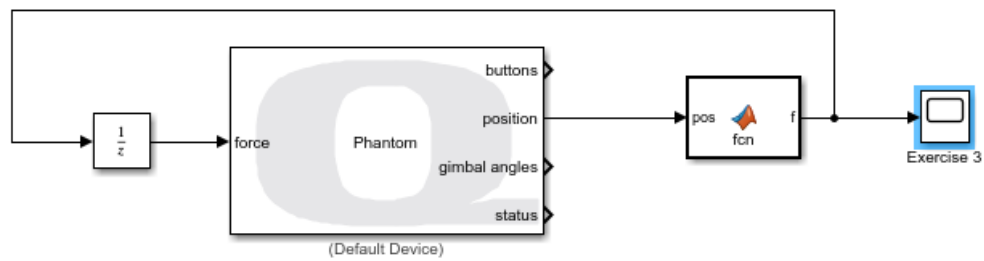 buttons
position
pos
f
fcn
1
z
force
Phantom
gimbal angles
Exercise 3
status
(Default Device)